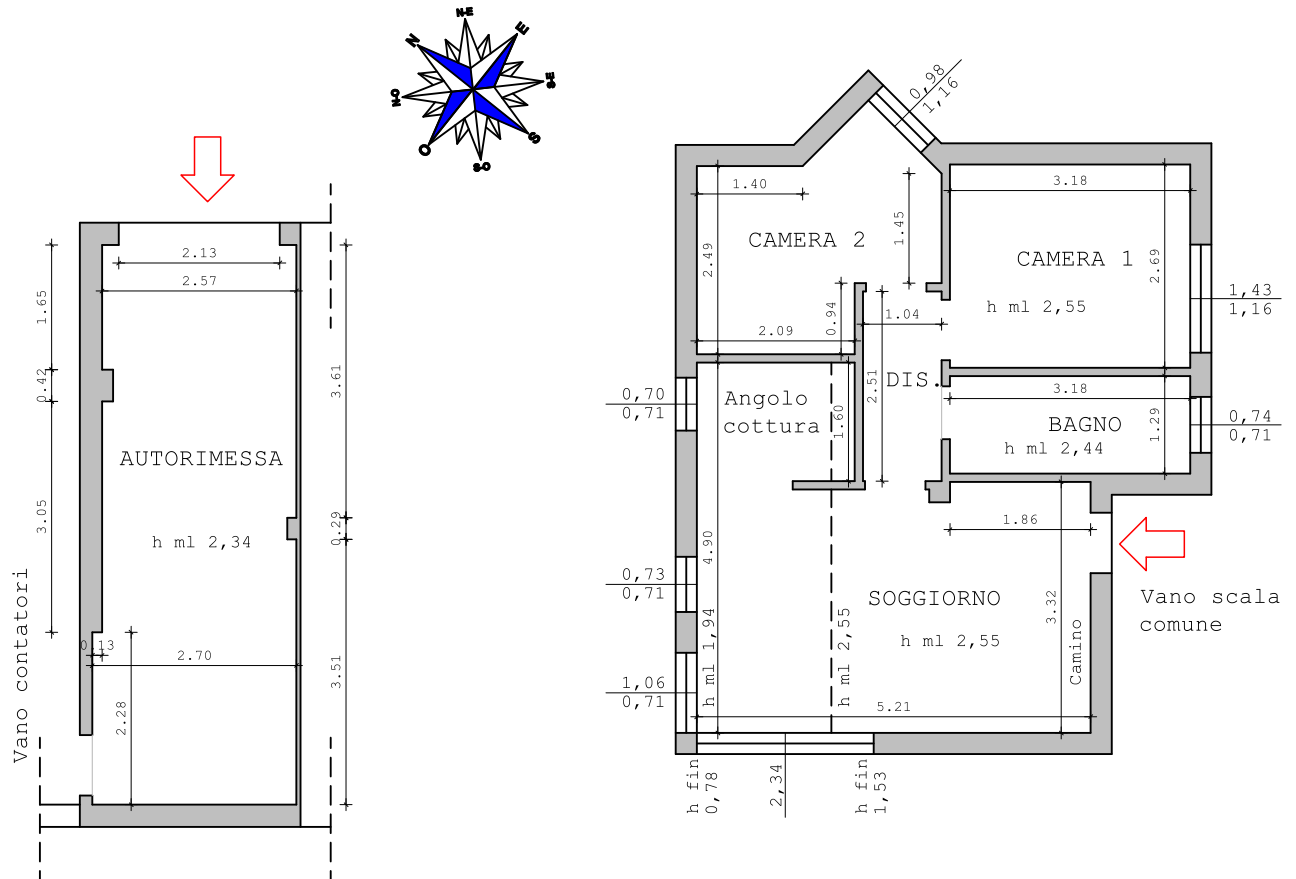 N-E
N
E
N-O
S-E
O
S
S-O
2.13
2.57
1.65
0.42
3.61
AUTORIMESSA
3.05
h ml 2,34
0.29
0.13
2.70
2.28
3.51
Vano contatori
0,98
1,16
1.40
3.18
CAMERA 2
1.45
2.49
CAMERA 1
2.69
h ml 2,55
1,43
1,16
0.94
1.04
2.09
DIS.
2.51
0,70
0,71
Angolo
cottura
1.60
3.18
BAGNO
h ml 2,44
1.29
0,74
0,71
1.86
4.90
0,73
0,71
SOGGIORNO
h ml 2,55
3.32
Vano scala
comune
Camino
h ml 1,94
h ml 2,55
1,06
0,71
5.21
h fin
0,78
2,34
h fin
1,53